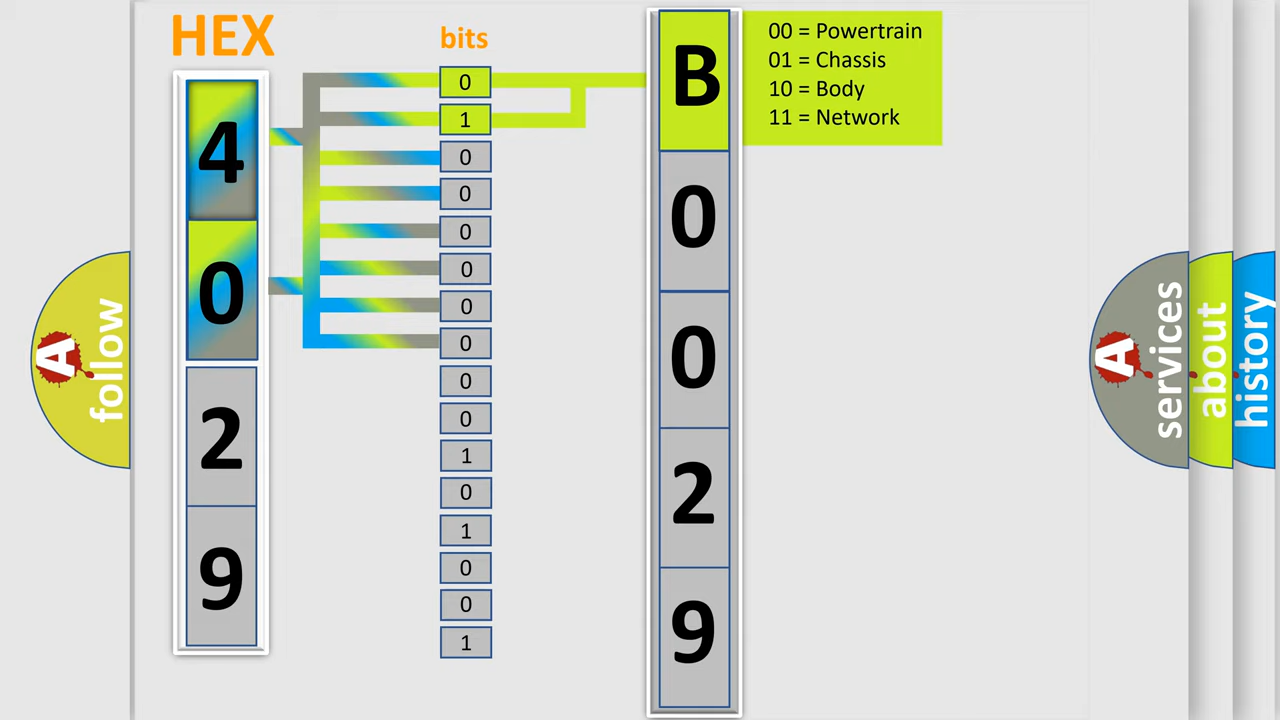 HEX
bits
4
0
2
9
0
1
0
0
0
0
0
0
0
0
1
0
1
0
0
1
B
0
0
2
9
00 = Powertrain
01 = Chassis
10 = Body
11 = Network
A
follow
A
services
about
history